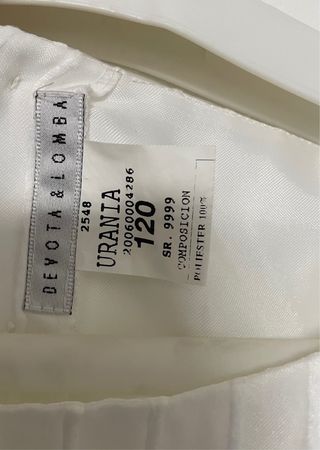 DEVOTA & LOMBA
2548
URANIA
20060004286
120
SR. 9999
COMPOSICION
POLIESTER 100%